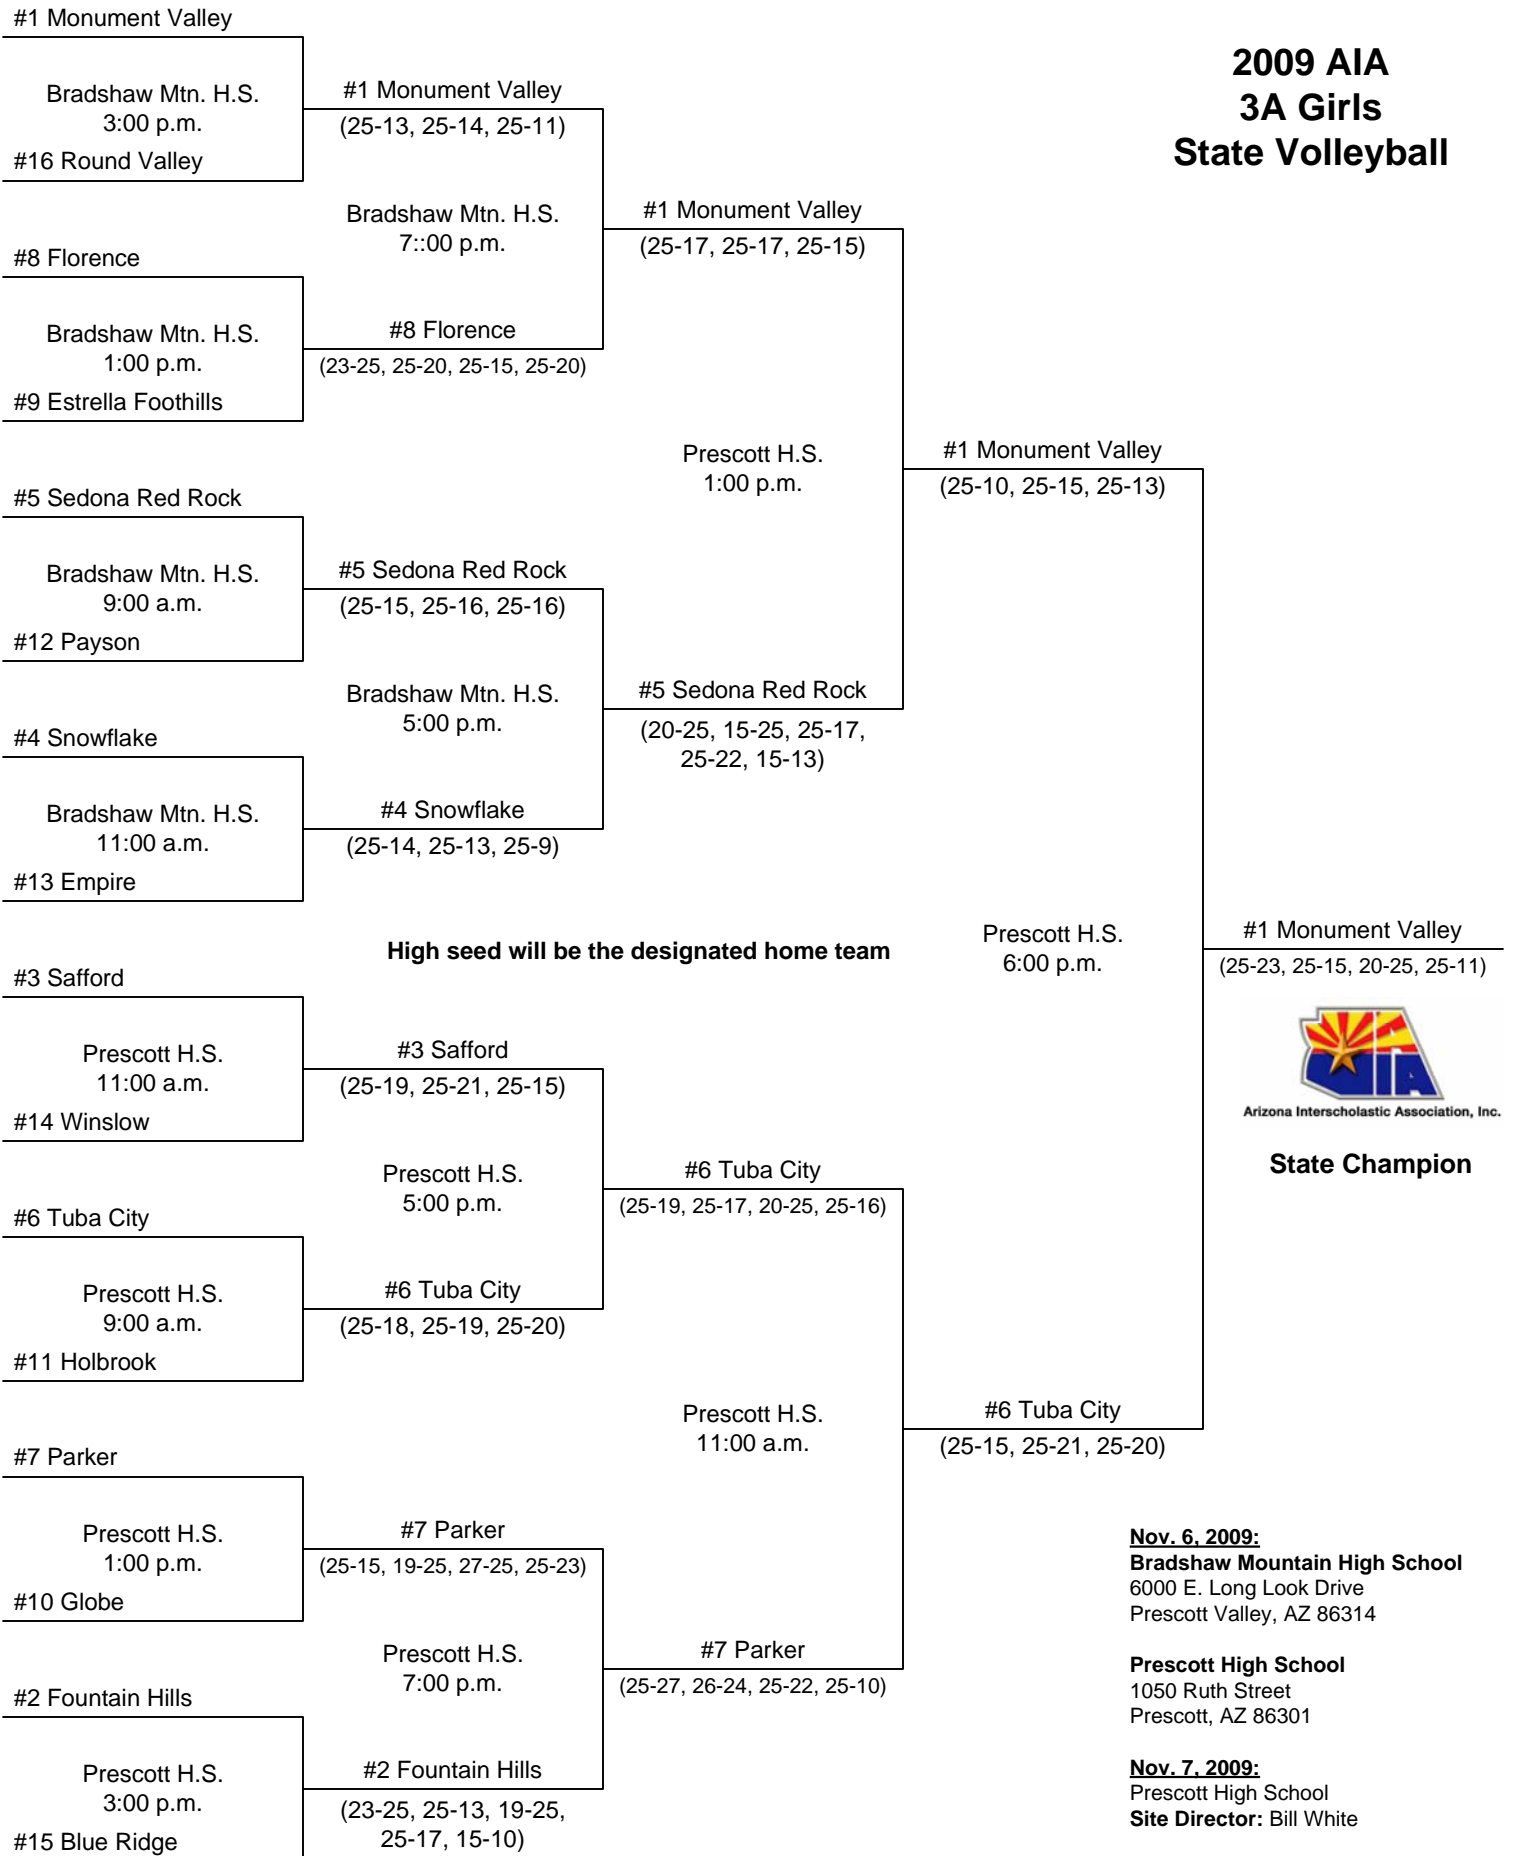 #1 Monument Valley
Bradshaw Mtn. H.S.
3:00 p.m.
#16 Round Valley
#8 Florence
Bradshaw Mtn. H.S.
1:00 p.m.
#9 Estrella Foothills
#5 Sedona Red Rock
Bradshaw Mtn. H.S.
9:00 a.m.
#12 Payson
#4 Snowflake
Bradshaw Mtn. H.S.
11:00 a.m.
#13 Empire
#3 Safford
Prescott H.S.
11:00 a.m.
#14 Winslow
#6 Tuba City
Prescott H.S.
9:00 a.m.
#11 Holbrook
#7 Parker
Prescott H.S.
1:00 p.m.
#10 Globe
#2 Fountain Hills
Prescott H.S.
3:00 p.m.
#15 Blue Ridge
#1 Monument Valley
(25-13, 25-14, 25-11)
Bradshaw Mtn. H.S.
7::00 p.m.
#8 Florence
(23-25, 25-20, 25-15, 25-20)
#5 Sedona Red Rock
(25-15, 25-16, 25-16)
Bradshaw Mtn. H.S.
5:00 p.m.
#4 Snowflake
(25-14, 25-13, 25-9)
High seed will be the designated home team
#3 Safford
(25-19, 25-21, 25-15)
Prescott H.S.
5:00 p.m.
#6 Tuba City
(25-18, 25-19, 25-20)
#7 Parker
(25-15, 19-25, 27-25, 25-23)
Prescott H.S.
7:00 p.m.
#2 Fountain Hills
(23-25, 25-13, 19-25,
25-17, 15-10)
#1 Monument Valley
(25-17, 25-17, 25-15)
Prescott H.S.
1:00 p.m.
#5 Sedona Red Rock
(20-25, 15-25, 25-17,
25-22, 15-13)
#6 Tuba City
(25-19, 25-17, 20-25, 25-16)
Prescott H.S.
11:00 a.m.
#7 Parker
(25-27, 26-24, 25-22, 25-10)
#1 Monument Valley
(25-10, 25-15, 25-13)
Prescott H.S.
6:00 p.m.
#6 Tuba City
(25-15, 25-21, 25-20)
2009 AIA
3A Girls
State Volleyball
#1 Monument Valley
(25-23, 25-15, 20-25, 25-11)
AIA
Arizona Interscholastic Association, Inc.
State Champion
Nov. 6, 2009:
Bradshaw Mountain High School
6000 E. Long Look Drive
Prescott Valley, AZ 86314
Prescott High School
1050 Ruth Street
Prescott, AZ 86301
Nov. 7, 2009:
Prescott High School
Site Director: Bill White